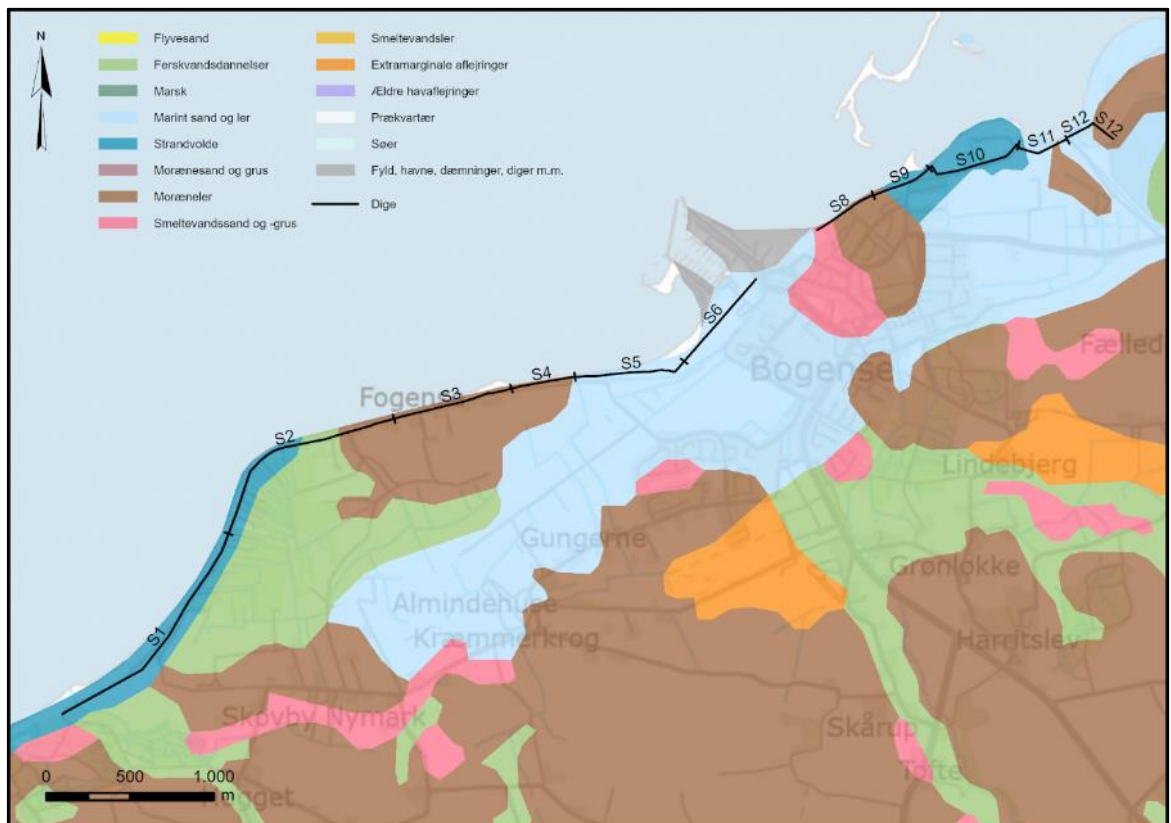 N
Flyvesand
Ferskvandsdannelser
Marsk
Marint sand og ler
Strandvolde
Morænesand og grus
Moræneler
Smeltevandssand og -grus
Smeltevandsler
Extramarginale aflejringer
Ældre havaflejringer
Prækvartær
Søer
Fyld, havne, dæmninger, diger m.m.
Dige
S12
S12
S11
S10
S9
S8
S6
S5
S4
S3
S2
S1
Fogense
Bogense
Fælled
Lindebjerg
Gungerne
Grønløkke
Almindehuse
Kræmmerkrog
Harritslev
Skovby Nymark
Skårup
Tofte
0 500 1.000
m